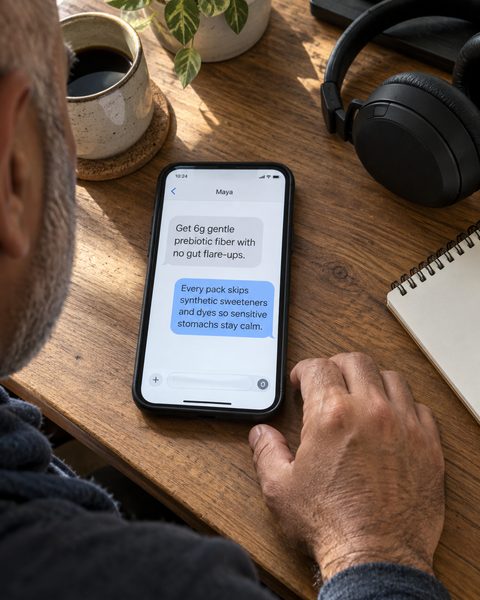 10:24
Maya
Get 6g gentle
prebiotic fiber with
no gut flare-ups.
Every pack skips
synthetic sweeteners
and dyes so sensitive
stomachs stay calm.